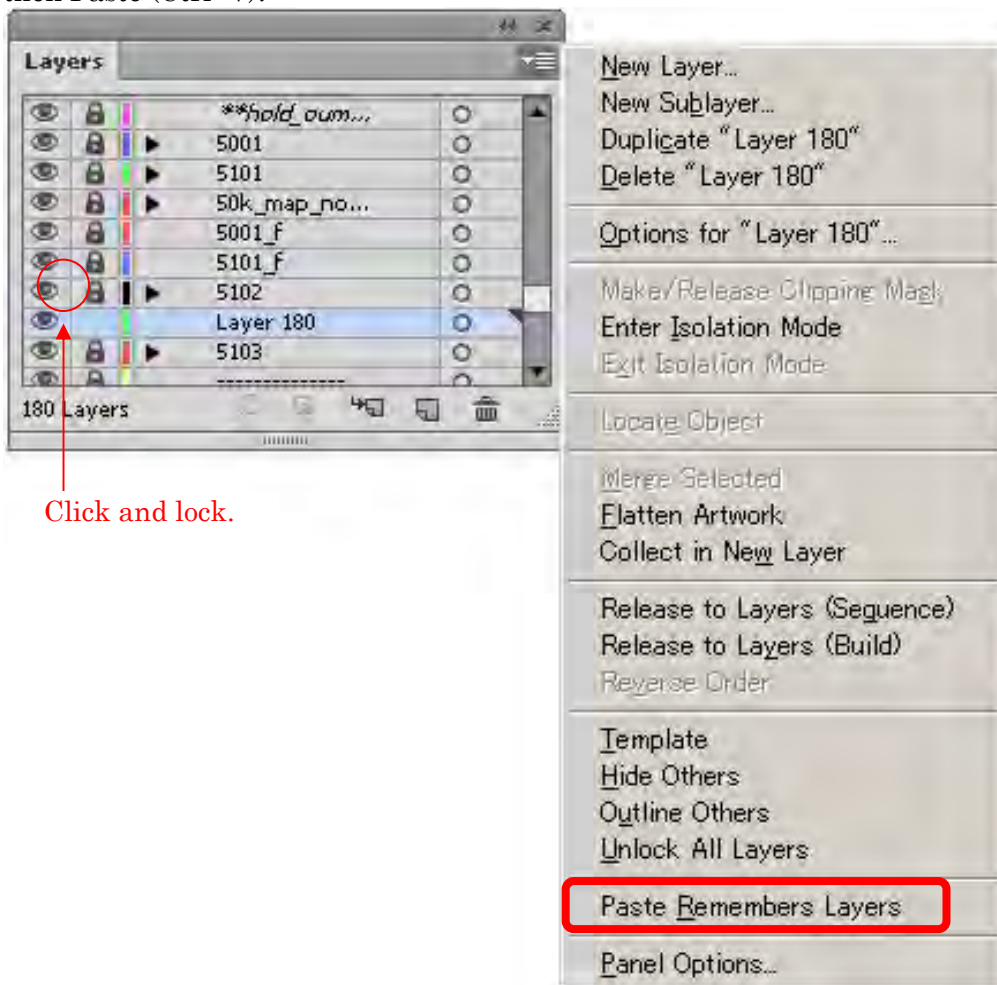 then Paste (Ctrl+V).
Layers
**hold_oum...
5001
5101
50k_map_no...
5001_f
5101_f
5102
Layer 180
5103
---------------
180 Layers
Click and lock.
New Layer...
New Sublayer...
Duplicate "Layer 180"
Delete "Layer 180"
Options for "Layer 180"...
Make/Release Clipping Mask
Enter Isolation Mode
Exit Isolation Mode
Locate Object
Merge Selected
Flatten Artwork
Collect in New Layer
Release to Layers (Sequence)
Release to Layers (Build)
Reverse Order
Template
Hide Others
Outline Others
Unlock All Layers
Paste Remembers Layers
Panel Options...